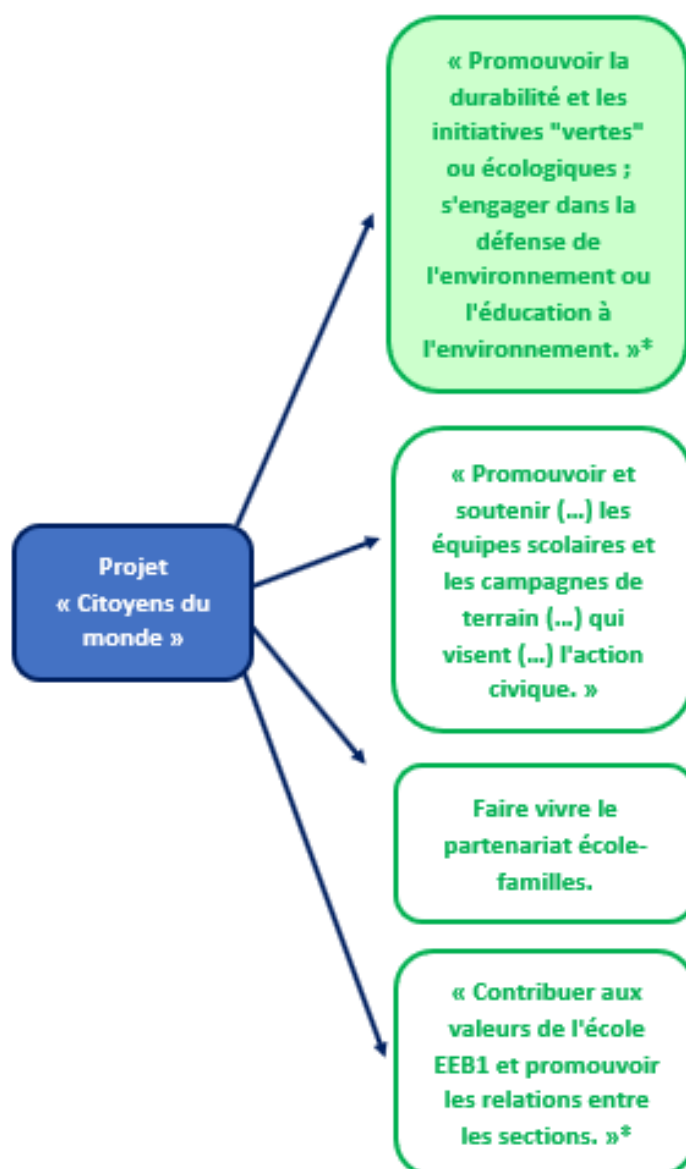 « Promouvoir la
durabilité et les
initiatives "vertes"
ou écologiques ;
s'engager dans la
défense de
l'environnement ou
l'éducation à
l'environnement. »*
« Promouvoir et
soutenir (...) les
équipes scolaires et
les campagnes de
terrain (...) qui
visent (...) l'action
civique. »
Projet
« Citoyens du
monde »
Faire vivre le
partenariat école-
familles.
« Contribuer aux
valeurs de l'école
EEB1 et promouvoir
les relations entre
les sections. »*